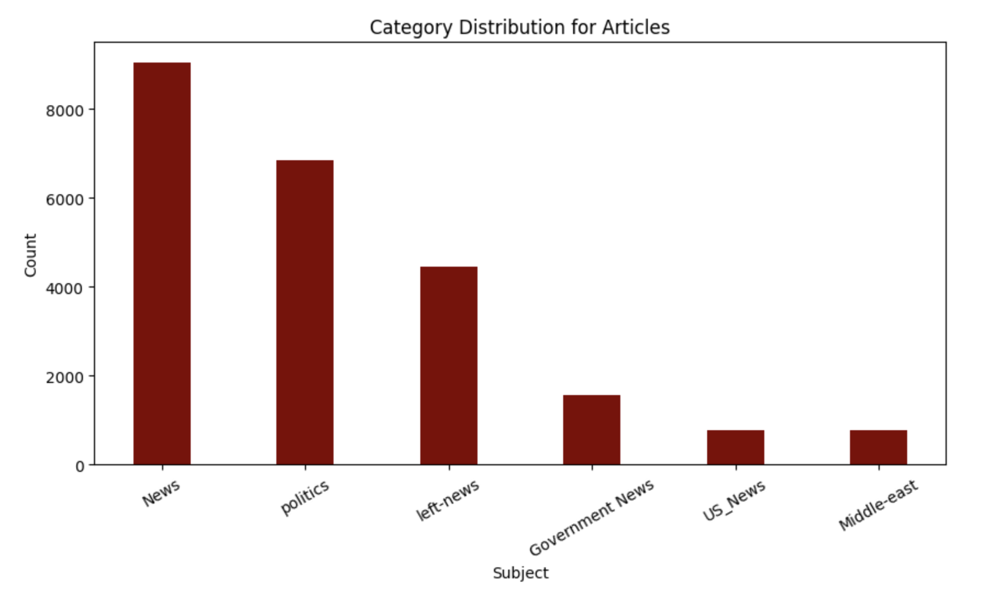 Category Distribution for Articles
8000
6000
4000
2000
0
Count
News
politics
left-news
Government News
US_News
Middle-east
Subject